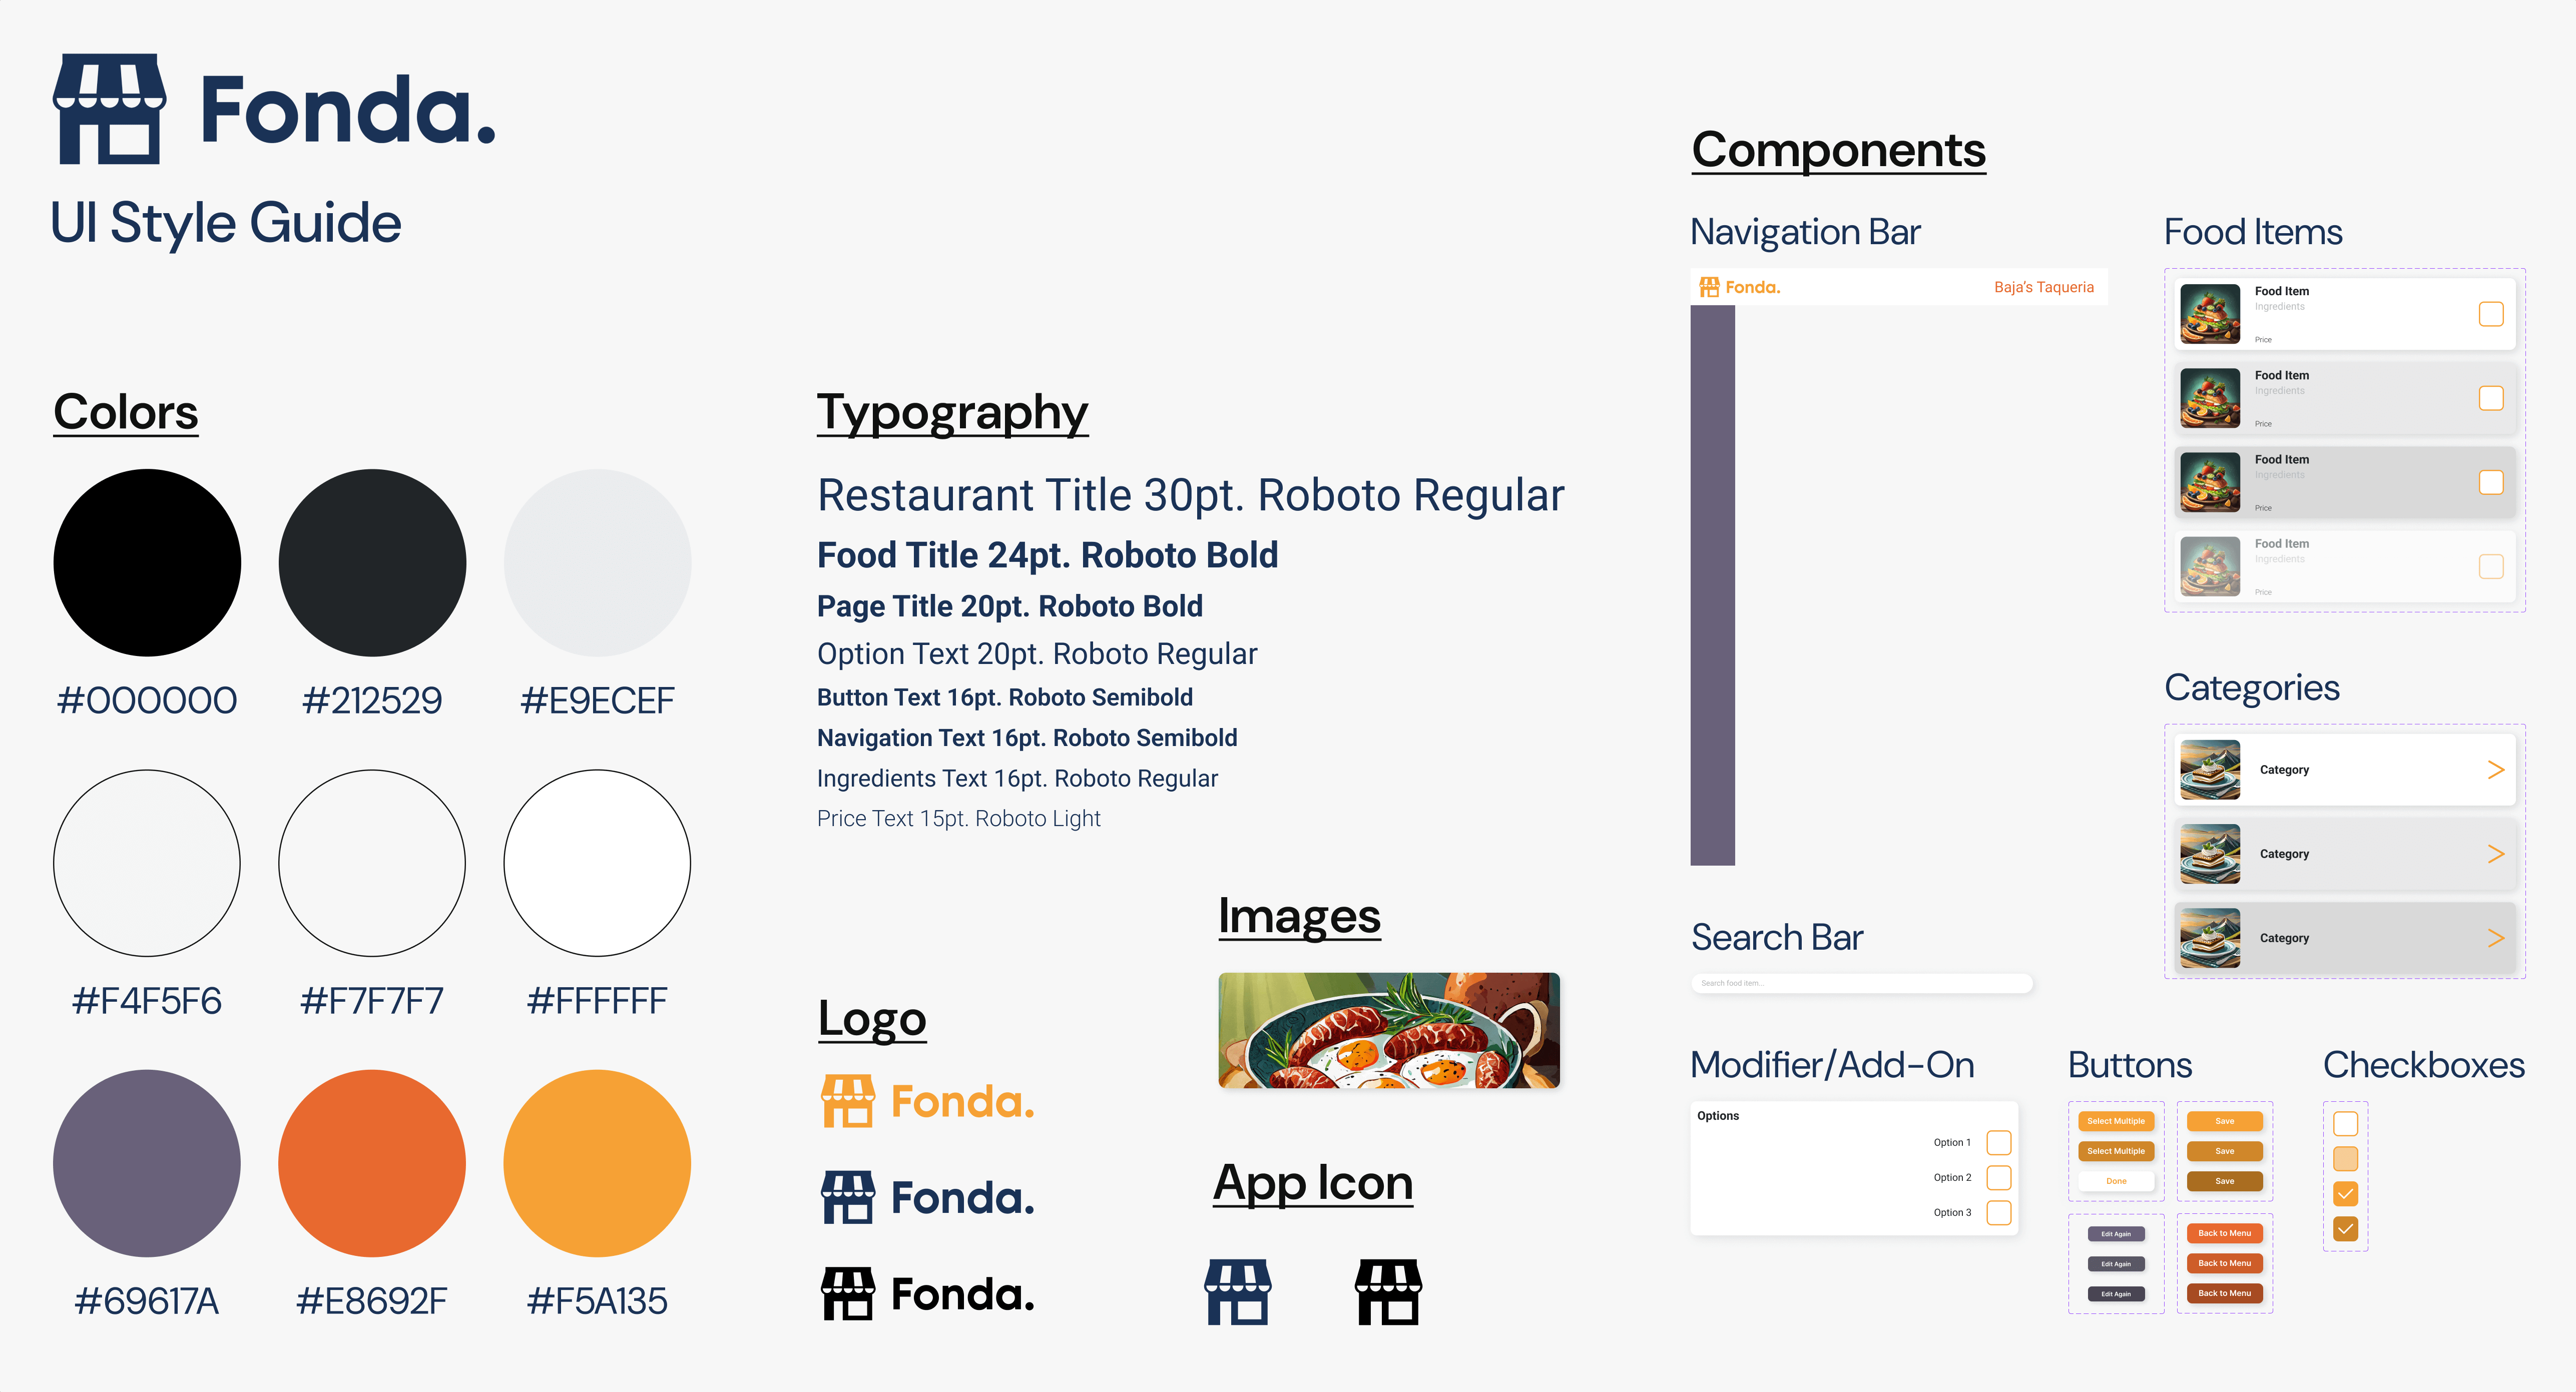 Fonda.
UI Style Guide
Colors
#000000
#212529
#E9ECEF
#F4F5F6
#F7F7F7
#FFFFFF
#69617A
#E8692F
#F5A135
Typography
Restaurant Title 30pt. Roboto Regular
Food Title 24pt. Roboto Bold
Page Title 20pt. Roboto Bold
Option Text 20pt. Roboto Regular
Button Text 16pt. Roboto Semibold
Navigation Text 16pt. Roboto Semibold
Ingredients Text 16pt. Roboto Regular
Price Text 15pt. Roboto Light
Logo
Fonda.
Fonda.
Fonda.
Images
App Icon
Components
Navigation Bar
Fonda.
Baja's Taqueria
Food Items
Food Item
Ingredients
Price
Food Item
Ingredients
Price
Food Item
Ingredients
Price
Food Item
Ingredients
Price
Categories
Category
>
Category
>
Category
>
Search Bar
Search food item...
Modifier/Add-On
Options
Option 1
Option 2
Option 3
Buttons
Select Multiple
Select Multiple
Done
Save
Save
Save
Edit Again
Edit Again
Edit Again
Back to Menu
Back to Menu
Back to Menu
Checkboxes